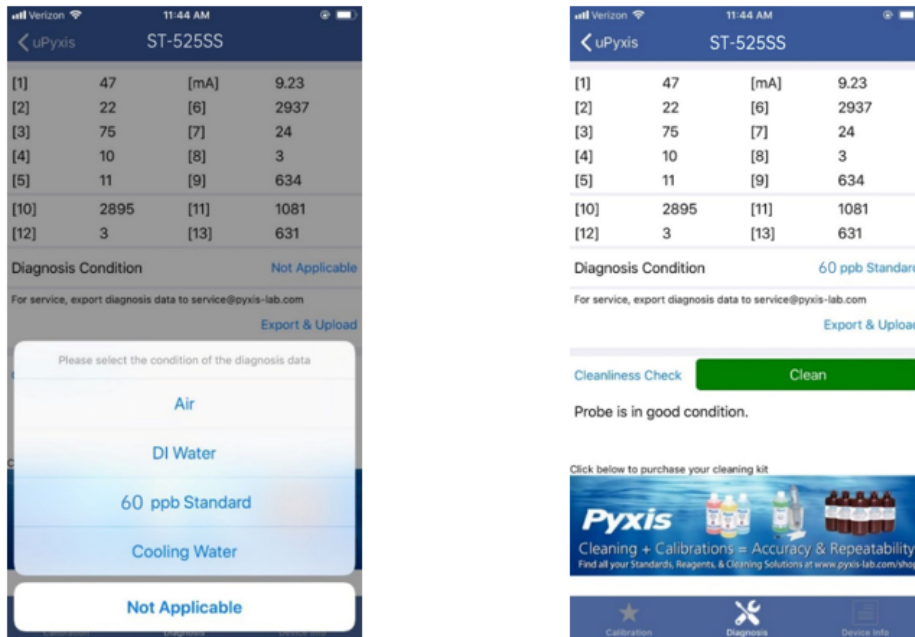 Verizon 11:44 AM
uPyxis ST-525SS
[1] 47 [mA] 9.23
[2] 22 [6] 2937
[3] 75 [7] 24
[4] 10 [8] 3
[5] 11 [9] 634
[10] 2895 [11] 1081
[12] 3 [13] 631
Diagnosis Condition Not Applicable
For service, export diagnosis data to service@pyxis-lab.com
Export & Upload
Please select the condition of the diagnosis data
Air
DI Water
60 ppb Standard
Cooling Water
Not Applicable
Calibration Diagnosis Device Info
Verizon 11:44 AM
uPyxis ST-525SS
[1] 47 [mA] 9.23
[2] 22 [6] 2937
[3] 75 [7] 24
[4] 10 [8] 3
[5] 11 [9] 634
[10] 2895 [11] 1081
[12] 3 [13] 631
Diagnosis Condition 60 ppb Standard
For service, export diagnosis data to service@pyxis-lab.com
Export & Upload
Cleanliness Check Clean
Probe is in good condition.
Click below to purchase your cleaning kit
Pyxis
Cleaning + Calibrations = Accuracy & Repeatability
Find all your Standards, Reagents, & Cleaning Solutions at www.pyxis-lab.com/shop
Calibration Diagnosis Device Info